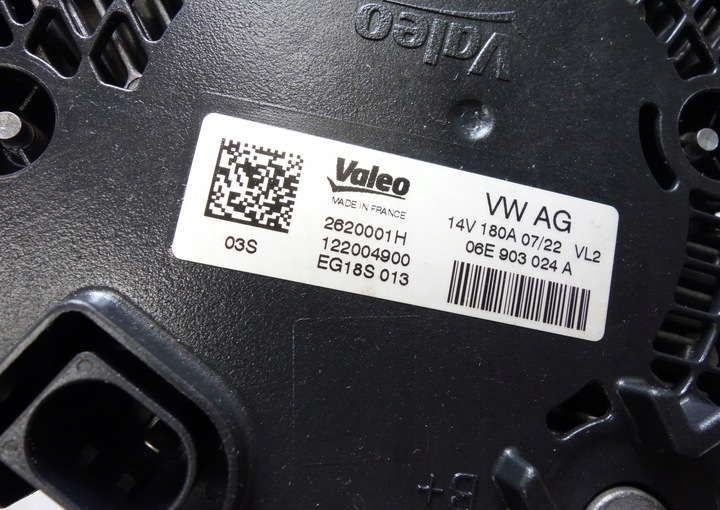 Valeo
Valeo
MADE IN FRANCE
2620001H
122004900
EG18S 013
03S
VW AG
14V 180A 07/22 VL2
06E 903 024 A
B+